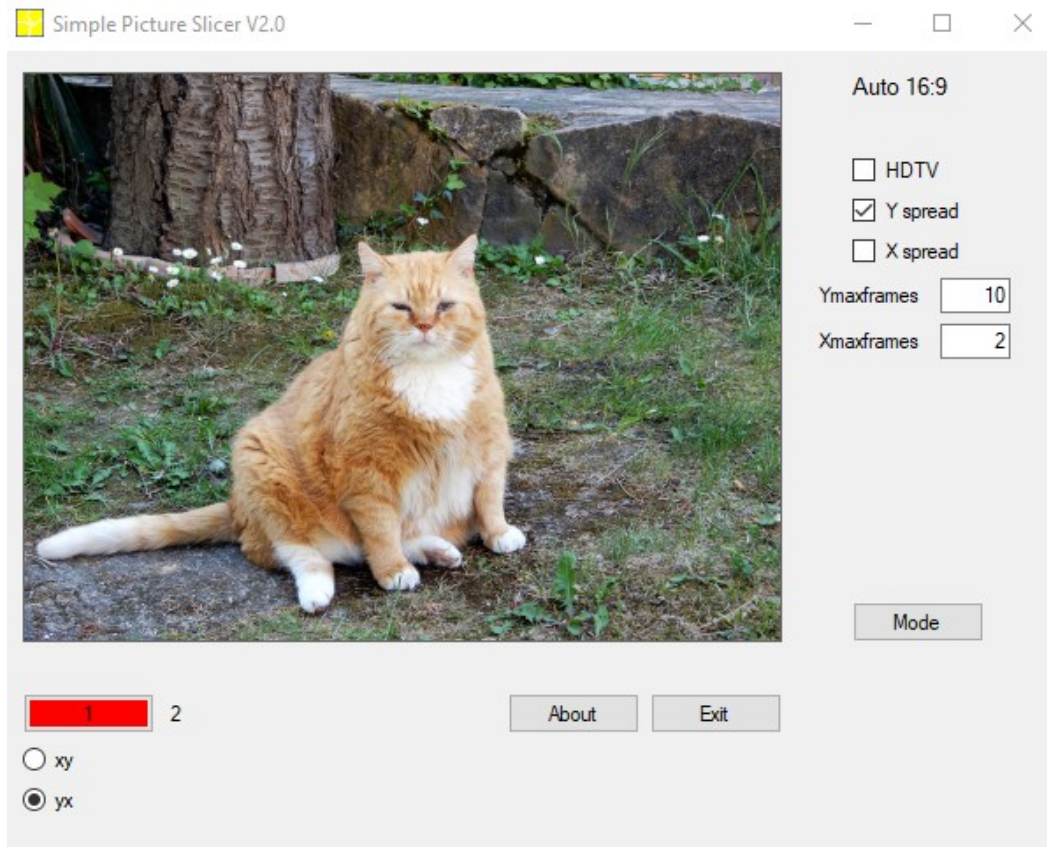 Simple Picture Slicer V2.0
Auto 16:9
HDTV
Y spread
X spread
Ymaxframes 10
Xmaxframes 2
Mode
1 2 About Exit
xy
yx